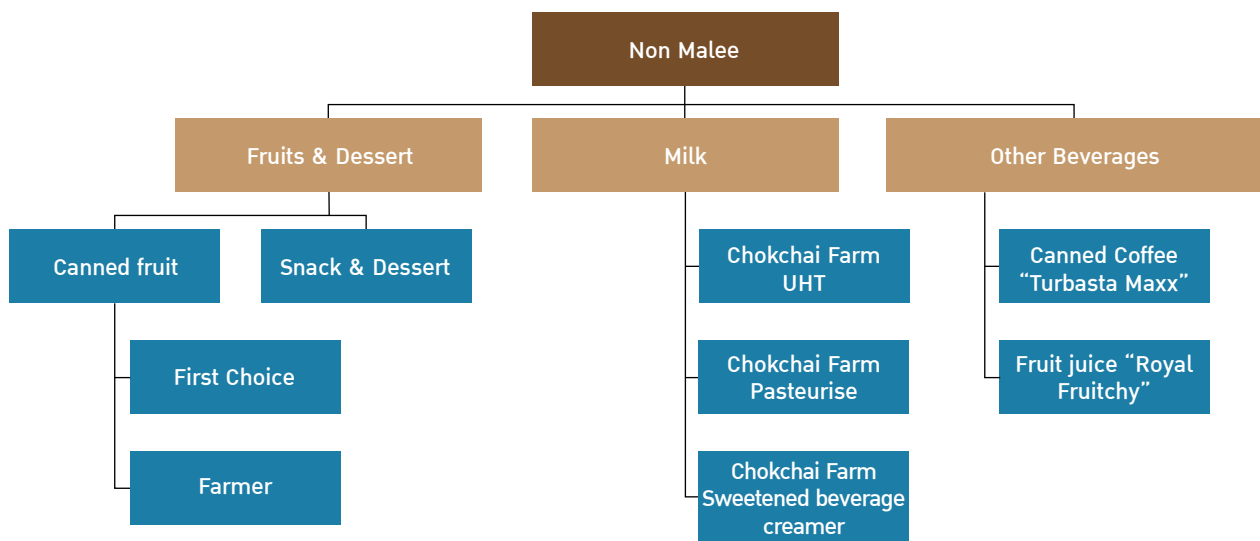 Non Malee
Fruits & Dessert
Milk
Other Beverages
Canned fruit
Snack & Dessert
First Choice
Farmer
Chokchai Farm
UHT
Chokchai Farm
Pasteurise
Chokchai Farm
Sweetened beverage
creamer
Canned Coffee
“Turbasta Maxx”
Fruit juice “Royal
Fruitchy”